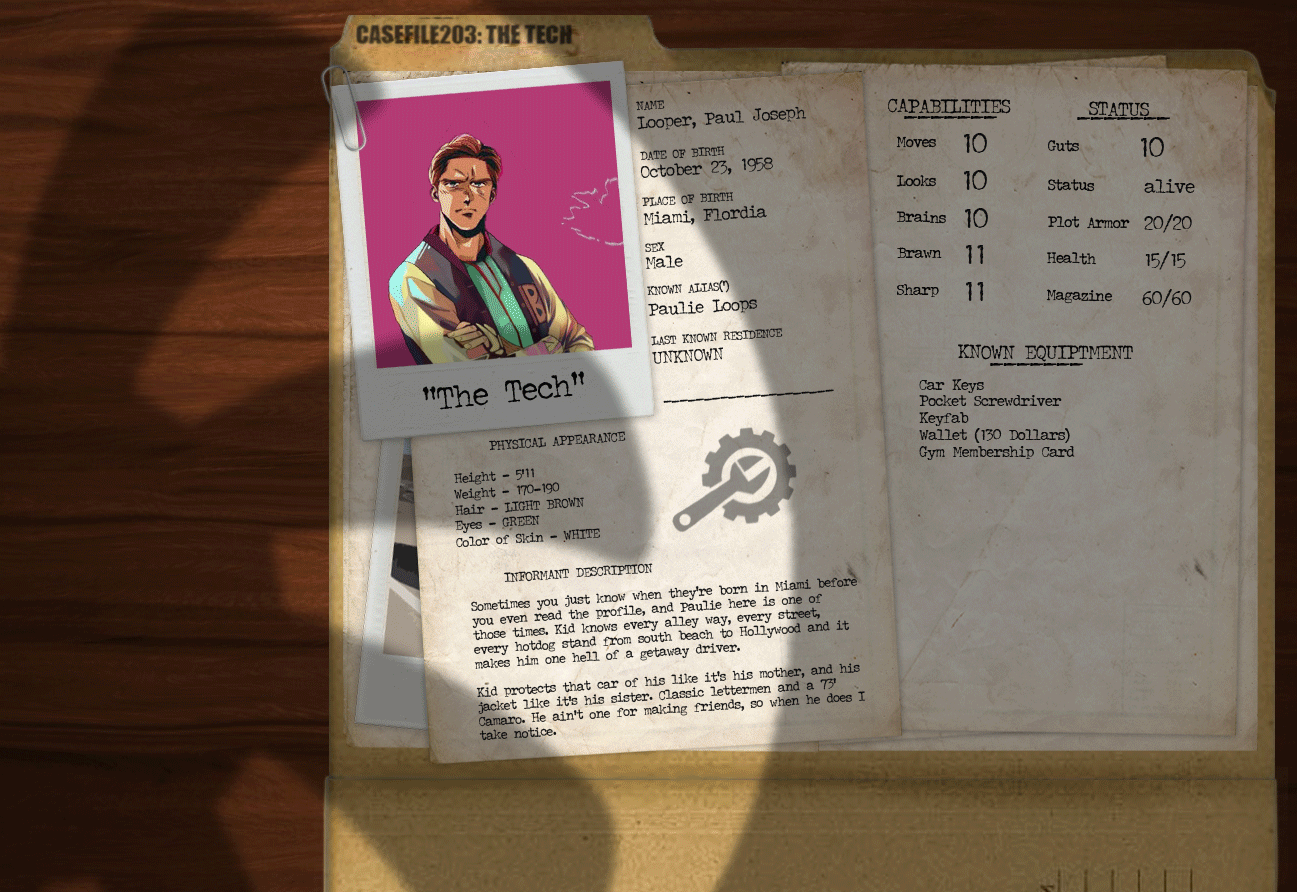 CASEFILE203: THE TECH
"The Tech"
NAME
Looper, Paul Joseph
DATE OF BIRTH
October 23, 1958
PLACE OF BIRTH
Miami, Flordia
SEX
Male
KNOWN ALIAS(')
Paulie Loops
LAST KNOWN RESIDENCE
UNKNOWN
PHYSICAL APPEARANCE
Height - 5'11
Weight - 170-190
Hair - LIGHT BROWN
Eyes - GREEN
Color of Skin - WHITE
INFORMANT DESCRIPTION
Sometimes you just know when they're born in Miami before
you even read the profile, and Paulie here is one of
those times. Kid knows every alley way, every street,
every hotdog stand from south beach to Hollywood and it
makes him one hell of a getaway driver.
Kid protects that car of his like it's his mother, and his
jacket like it's his sister. Classic lettermen and a 73'
Camaro. He ain't one for making friends, so when he does I
take notice.
CAPABILITIES
Moves 10
Looks 10
Brains 10
Brawn 11
Sharp 11
STATUS
Guts 10
Status alive
Plot Armor 20/20
Health 15/15
Magazine 60/60
KNOWN EQUIPTMENT
Car Keys
Pocket Screwdriver
Keyfab
Wallet (130 Dollars)
Gym Membership Card